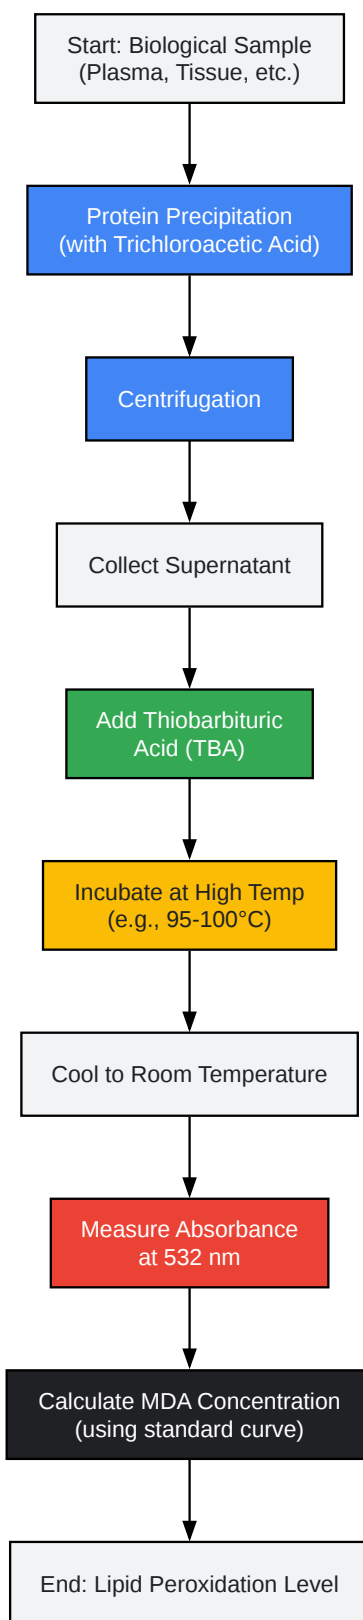 Start: Biological Sample
(Plasma, Tissue, etc.)
Protein Precipitation
(with Trichloroacetic Acid)
Centrifugation
Collect Supernatant
Add Thiobarbituric
Acid (TBA)
Incubate at High Temp
(e.g., 95-100°C)
Cool to Room Temperature
Measure Absorbance
at 532 nm
Calculate MDA Concentration
(using standard curve)
End: Lipid Peroxidation Level